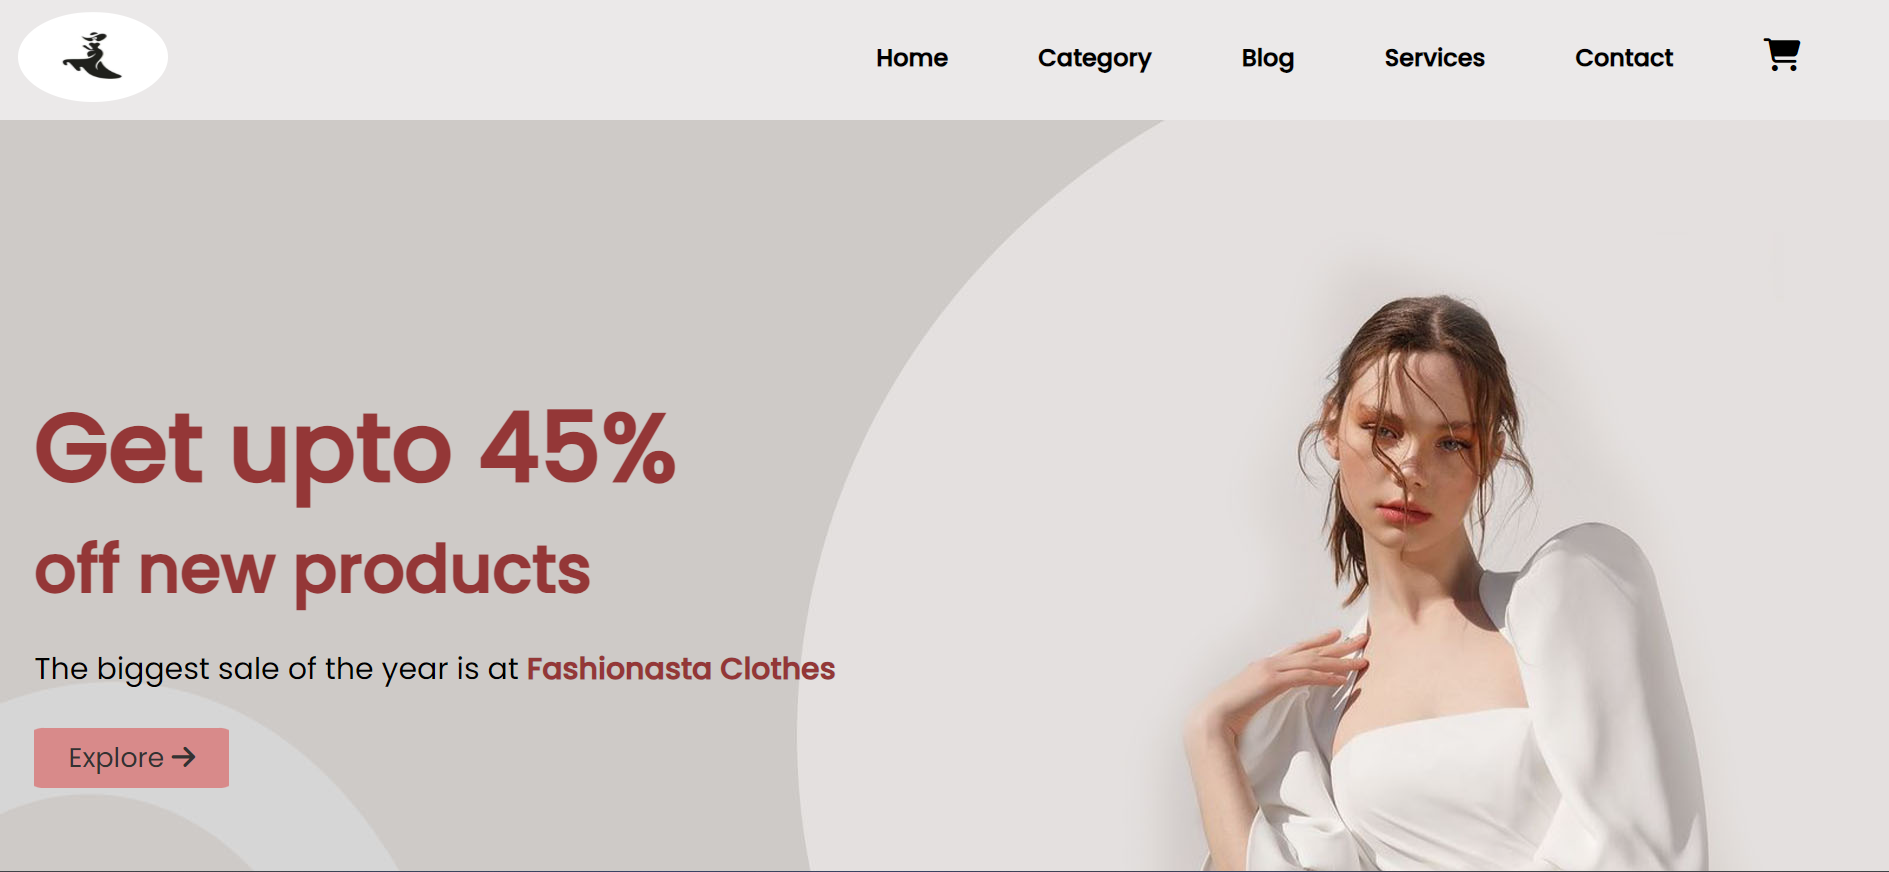 Home Category Blog Services Contact
Get upto 45%
off new products
The biggest sale of the year is at Fashionasta Clothes
Explore →